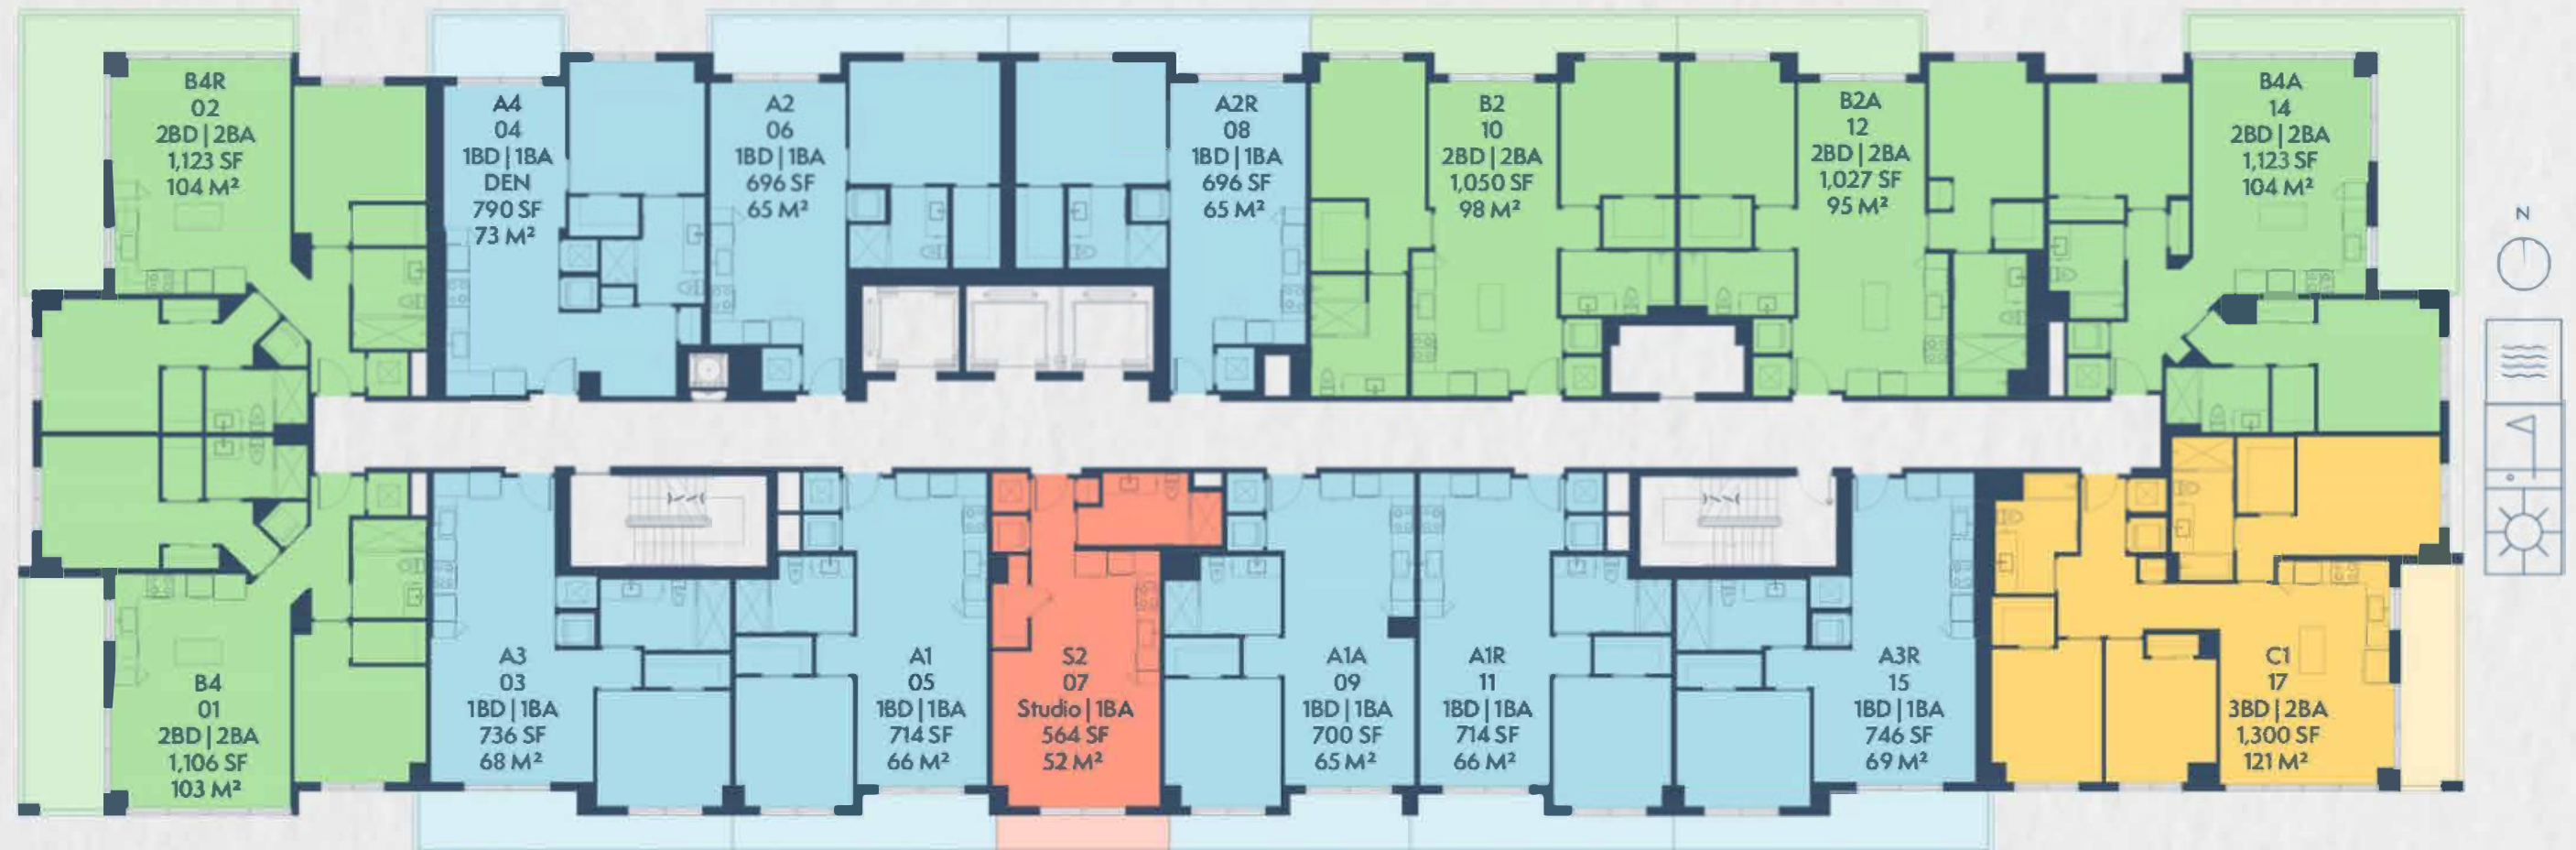 B4R
02
2BD | 2BA
1,123 SF
104 M²
A4
04
1BD | 1BA
DEN
790 SF
73 M²
A2
06
1BD | 1BA
696 SF
65 M²
A2R
08
1BD | 1BA
696 SF
65 M²
B2
10
2BD | 2BA
1,050 SF
98 M²
B2A
12
2BD | 2BA
1,027 SF
95 M²
B4A
14
2BD | 2BA
1,123 SF
104 M²
N
B4
01
2BD | 2BA
1,106 SF
103 M²
A3
03
1BD | 1BA
736 SF
68 M²
A1
05
1BD | 1BA
714 SF
66 M²
S2
07
Studio | 1BA
564 SF
52 M²
A1A
09
1BD | 1BA
700 SF
65 M²
A1R
11
1BD | 1BA
714 SF
66 M²
A3R
15
1BD | 1BA
746 SF
69 M²
C1
17
3BD | 2BA
1,300 SF
121 M²